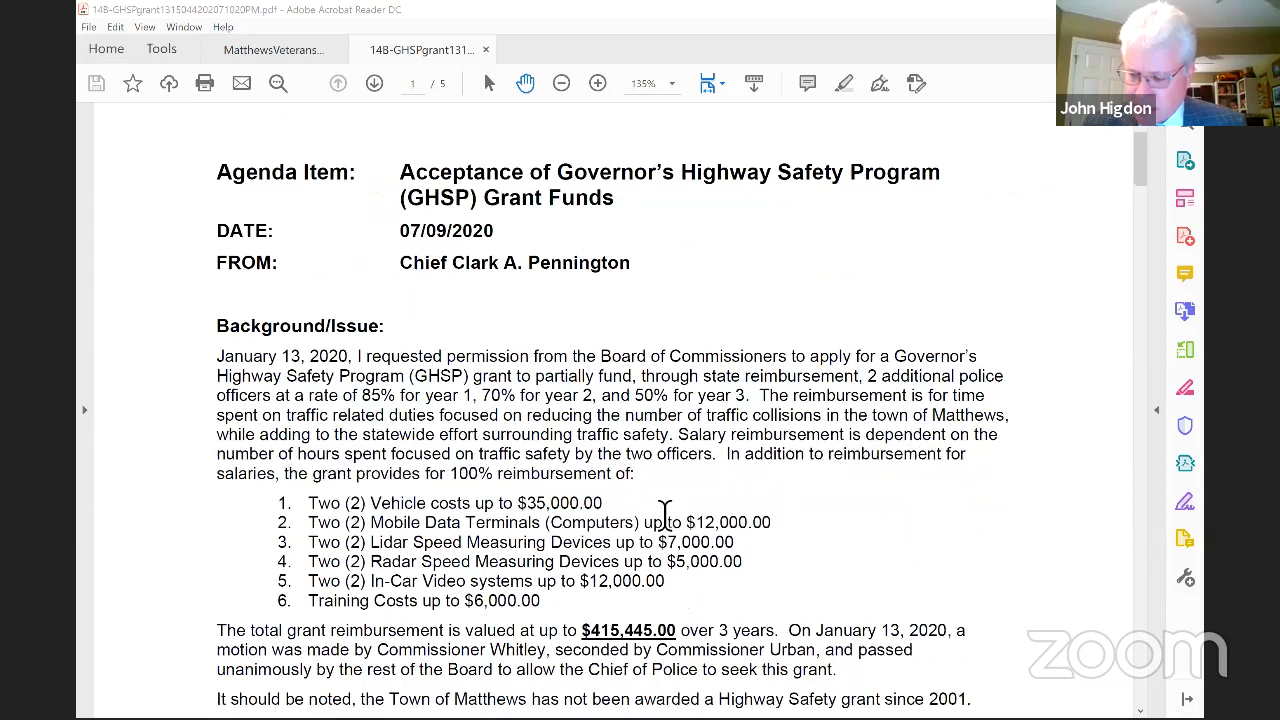 14B-GHSPgrant1315044202071020PM.pdf - Adobe Acrobat Reader DC
File Edit View Window Help
Home Tools MatthewsVeterans... 14B-GHSPgrant131... ×
1 / 5 135%
John Higdon
Agenda Item: Acceptance of Governor's Highway Safety Program
(GHSP) Grant Funds
DATE: 07/09/2020
FROM: Chief Clark A. Pennington
Background/Issue:
January 13, 2020, I requested permission from the Board of Commissioners to apply for a Governor's
Highway Safety Program (GHSP) grant to partially fund, through state reimbursement, 2 additional police
officers at a rate of 85% for year 1, 70% for year 2, and 50% for year 3. The reimbursement is for time
spent on traffic related duties focused on reducing the number of traffic collisions in the town of Matthews,
while adding to the statewide effort surrounding traffic safety. Salary reimbursement is dependent on the
number of hours spent focused on traffic safety by the two officers. In addition to reimbursement for
salaries, the grant provides for 100% reimbursement of:
1. Two (2) Vehicle costs up to $35,000.00
2. Two (2) Mobile Data Terminals (Computers) up to $12,000.00
3. Two (2) Lidar Speed Measuring Devices up to $7,000.00
4. Two (2) Radar Speed Measuring Devices up to $5,000.00
5. Two (2) In-Car Video systems up to $12,000.00
6. Training Costs up to $6,000.00
The total grant reimbursement is valued at up to $415,445.00 over 3 years. On January 13, 2020, a
motion was made by Commissioner Whitley, seconded by Commissioner Urban, and passed
unanimously by the rest of the Board to allow the Chief of Police to seek this grant.
It should be noted, the Town of Matthews has not been awarded a Highway Safety grant since 2001.
zoom